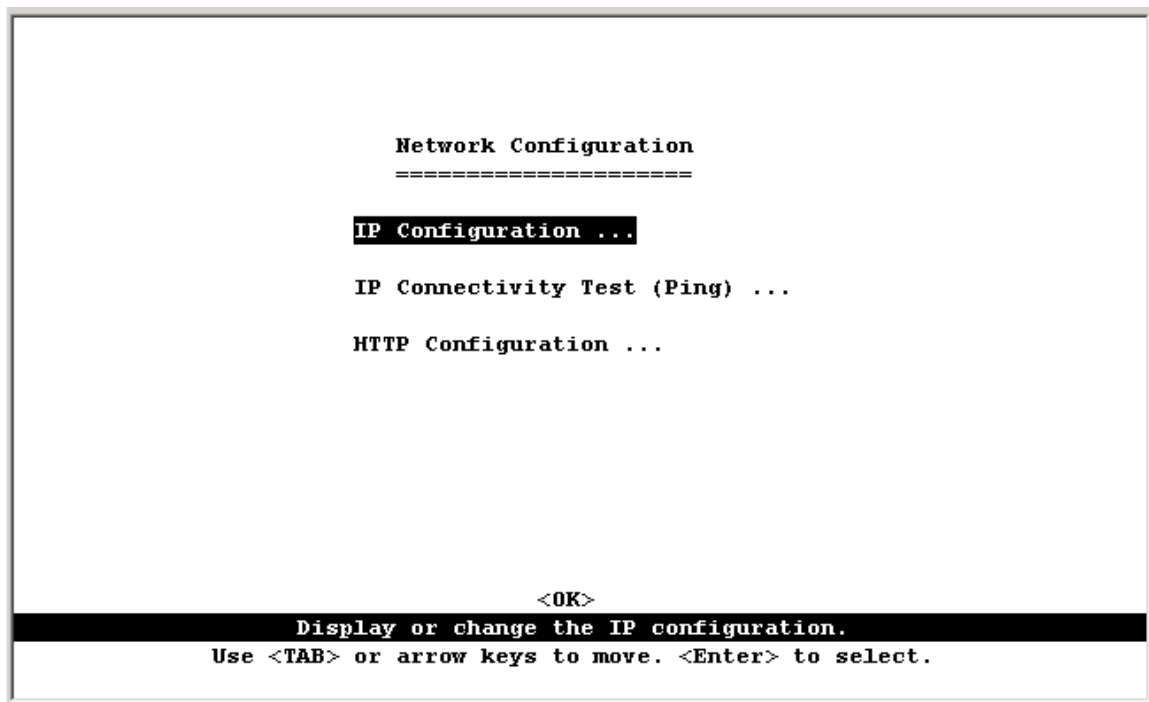 Network Configuration
=====================
IP Configuration ...
IP Connectivity Test (Ping) ...
HTTP Configuration ...
<OK>
Display or change the IP configuration.
Use <TAB> or arrow keys to move. <Enter> to select.